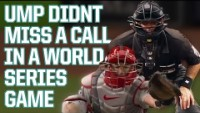 UMP DIDNT
MISS A CALL
IN A WORLD
SERIES
GAME